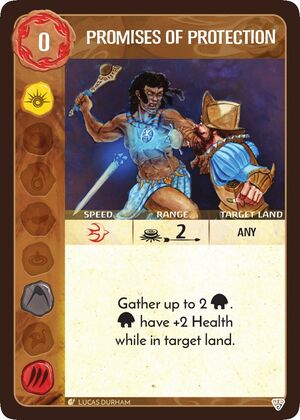 0
PROMISES OF PROTECTION
SPEED RANGE TARGET LAND
2 ANY
Gather up to 2 .
have +2 Health
while in target land.
LUCAS DURHAM